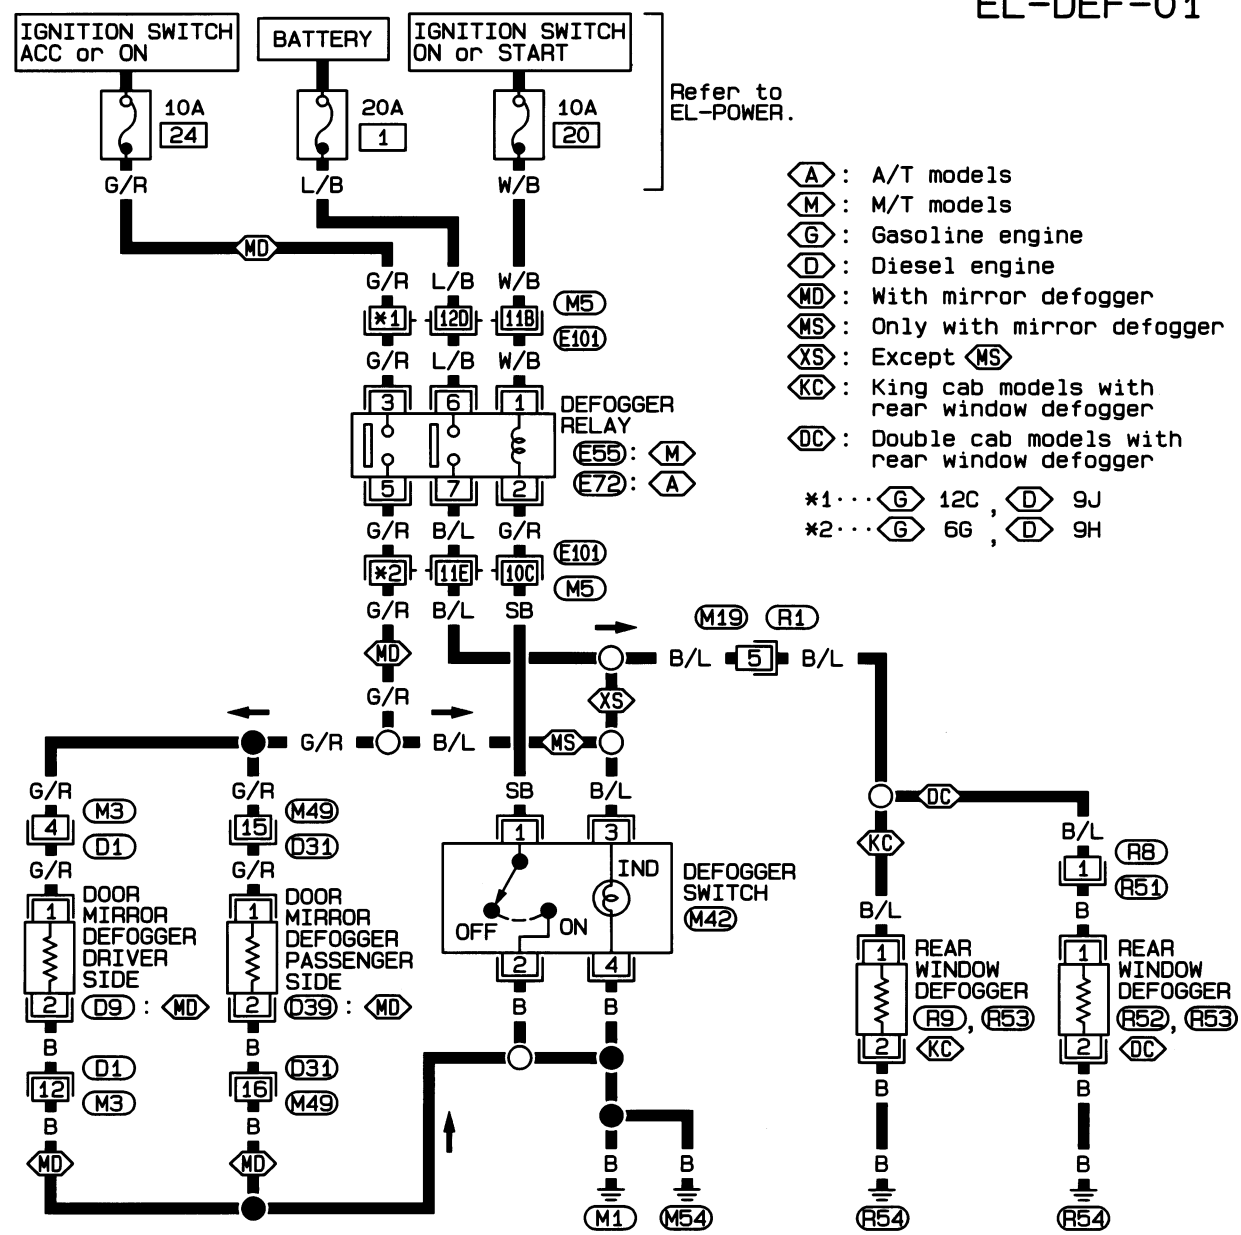 EL-DEF-01
IGNITION SWITCH
ACC or ON
BATTERY
IGNITION SWITCH
ON or START
Refer to
EL-POWER.
10A
24
20A
1
10A
20
G/R
L/B
W/B
MD
A : A/T models
M : M/T models
G : Gasoline engine
D : Diesel engine
MD : With mirror defogger
MS : Only with mirror defogger
XS : Except MS
KC : King cab models with
rear window defogger
DC : Double cab models with
rear window defogger
*1··· G 12C , D 9J
*2··· G 6G , D 9H
G/R L/B W/B
*1 12D 11B
M5
E101
G/R L/B W/B
3 6 1
DEFOGGER
RELAY
E55 : M
E72 : A
5 7 2
G/R B/L G/R
*2 11E 10C
E101
M5
G/R B/L SB
MD
G/R
M19 R1
B/L 5 B/L
XS
G/R B/L MS
G/R G/R SB B/L
4 M3
D1
15 M49
D31
G/R G/R
1
DOOR
MIRROR
DEFOGGER
DRIVER
SIDE
2 D9 : MD
1
DOOR
MIRROR
DEFOGGER
PASSENGER
SIDE
2 D39 : MD
B B
12 D1
M3
16 D31
M49
B B
MD MD
1 3
IND
OFF ON
DEFOGGER
SWITCH
M42
2 4
B B
B B
M1 M54
DC
KC
B/L
B/L
1 R8
R51
B
1
REAR
WINDOW
DEFOGGER
R9 , R53
2 KC
1
REAR
WINDOW
DEFOGGER
R52 , R53
2 DC
B B
B B
R54 R54